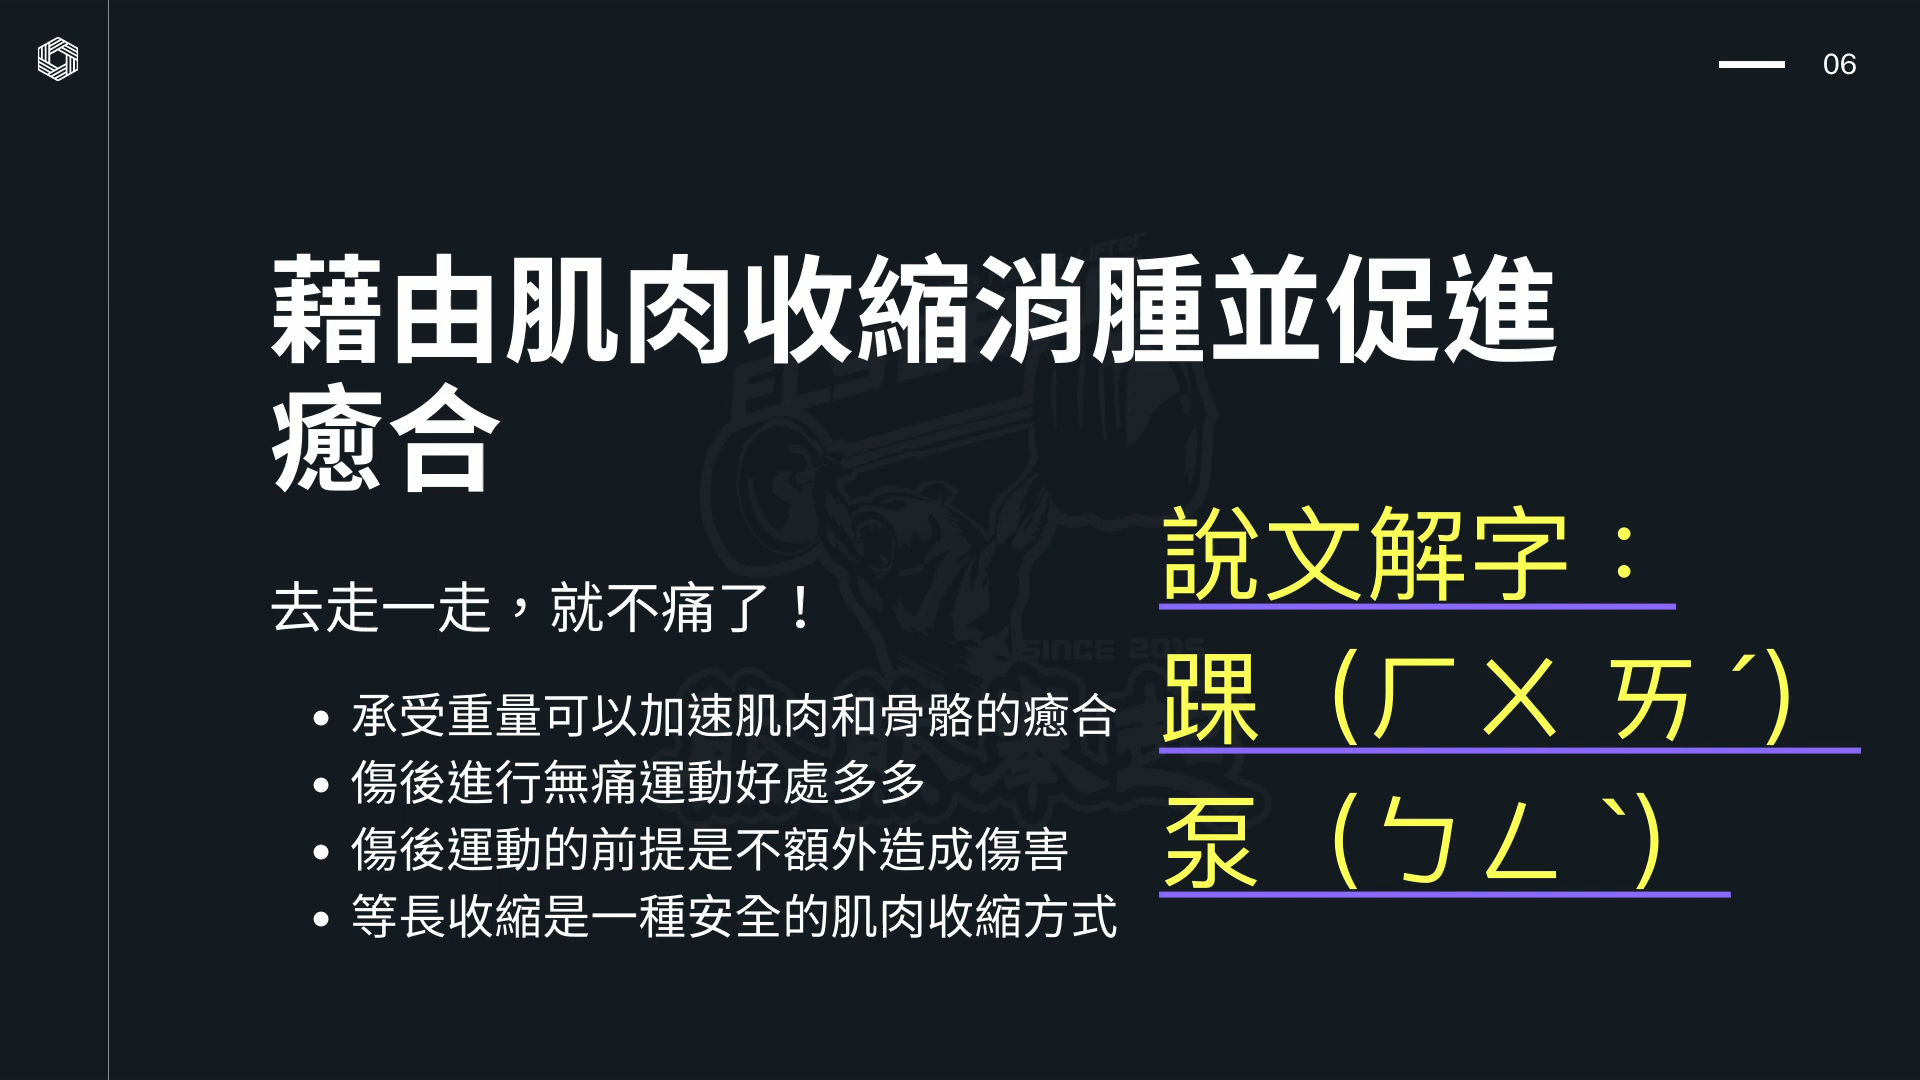 06
藉由肌肉收縮消腫並促進
癒合
去走一走，就不痛了！
承受重量可以加速肌肉和骨骼的癒合
傷後進行無痛運動好處多多
傷後運動的前提是不額外造成傷害
等長收縮是一種安全的肌肉收縮方式
說文解字：
踝（ㄏㄨㄞˊ）
泵（ㄅㄥˋ）
SINCE 2015